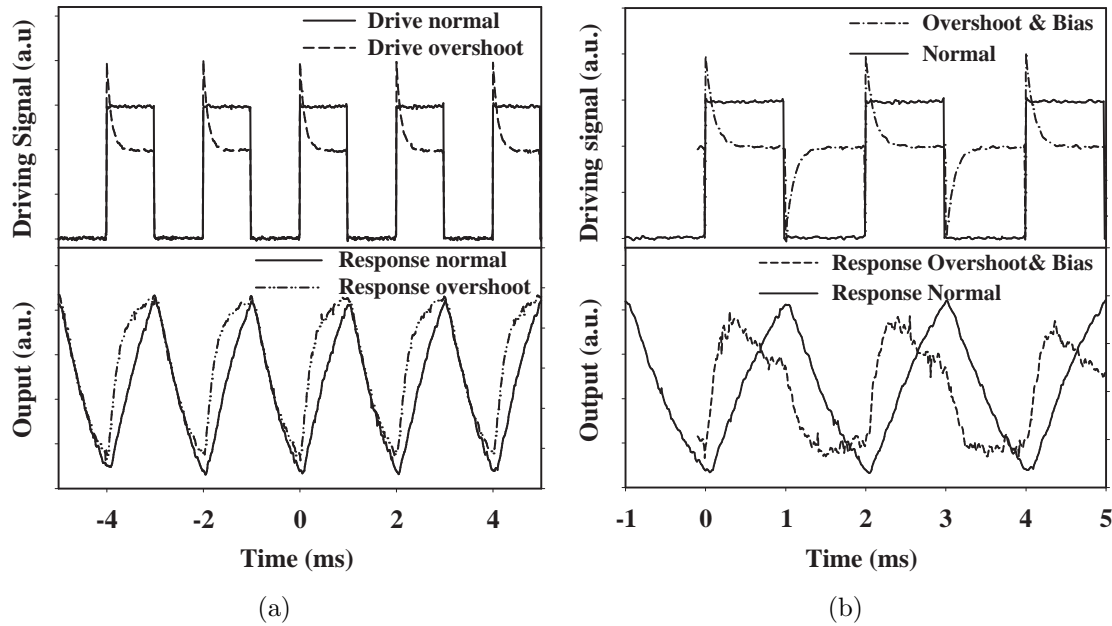 Drive normal
Drive overshoot
Driving Signal (a.u)
Response normal
Response overshoot
Ouput (a.u.)
-4 -2 0 2 4
Time (ms)
(a)
Overshoot & Bias
Normal
Driving signal (a.u.)
Response Overshoot& Bias
Response Normal
Output (a.u.)
-1 0 1 2 3 4 5
Time (ms)
(b)